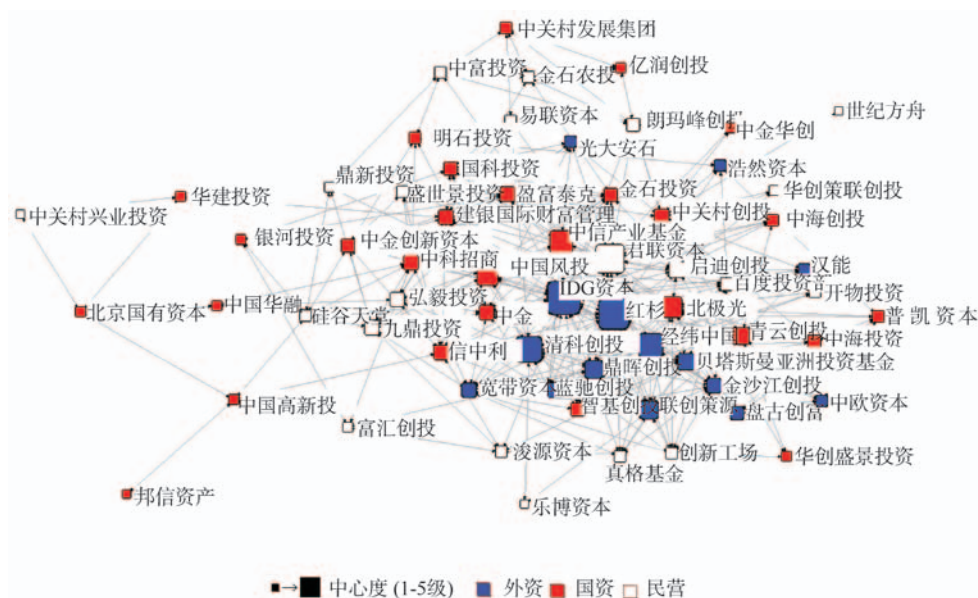 中关村发展集团
中富投资
金石农投
亿润创投
易联资本
朗玛峰创投
世纪方舟
明石投资
光大安石
中金华创
鼎新投资
国科投资
浩然资本
华建投资
盛世景投资
盈富泰克
金石投资
华创策联创投
中关村兴业投资
建银国际财富管理
中关村创投
中海创投
银河投资
中金创新资本
中信产业基金
君联资本
中科招商
中国风投
启迪创投
汉能
中国华融
弘毅投资
IDG资本
百度投资部
开物投资
北京国有资本
硅谷天堂
中金
红杉
北极光
普凯资本
九鼎投资
信中利
清科创投
经纬中国
青云创投
中海投资
鼎晖创投
贝塔斯曼亚洲投资基金
中国高新投
宽带资本
蓝驰创投
金沙江创投
智基创投
联创策源
盘古创富
中欧资本
富汇创投
浚源资本
真格基金
创新工场
华创盛景投资
邦信资产
乐博资本
中心度 (1-5级) 外资 国资 民营